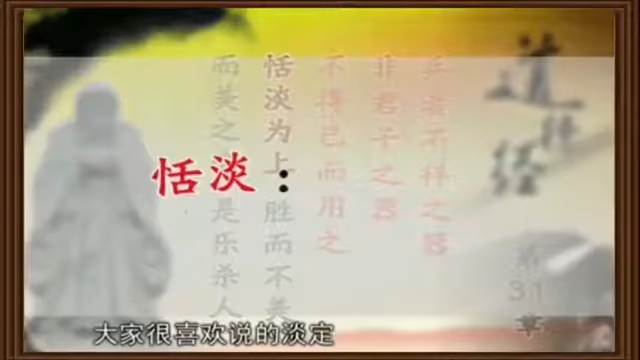 道德经
第31章
兵者不祥之器
非君子之器
不得已而用之
恬淡为上 胜而不美
而美之 是乐杀人
恬淡：
大家很喜欢说的淡定